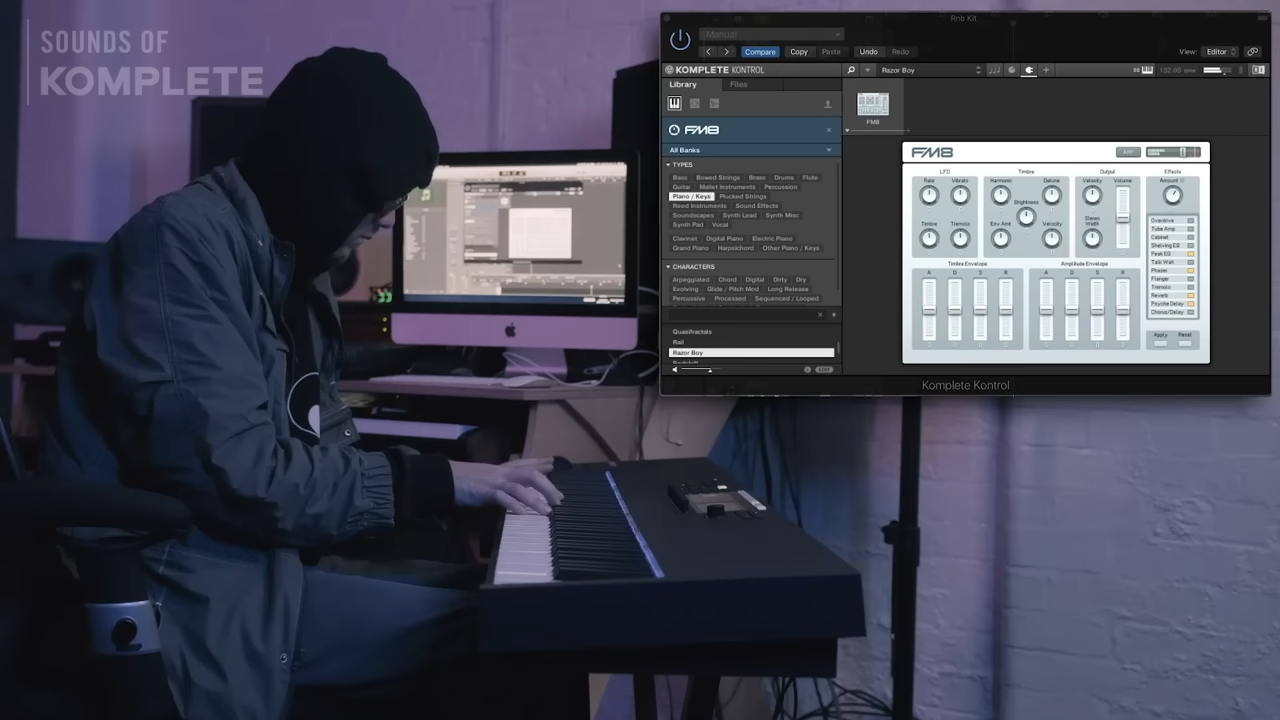 SOUNDS OF
KOMPLETE
Rnb Kit
Manual
Compare Copy Paste Undo Redo View: Editor
KOMPLETE KONTROL Razor Boy 132.00 BPM
Library Files
FM8
FM8
All Banks
TYPES
Bass Bowed Strings Brass Drums Flute
Guitar Mallet Instruments Percussion
Piano / Keys Plucked Strings
Reed Instruments Sound Effects
Soundscapes Synth Lead Synth Misc
Synth Pad Vocal
Clavinet Digital Piano Electric Piano
Grand Piano Harpsichord Other Piano / Keys
CHARACTERS
Arpeggiated Chord Digital Dirty Dry
Evolving Glide / Pitch Mod Long Release
Percussive Processed Sequenced / Looped
Quasifractals
Rail
Razor Boy
EDIT
FM8 APP
LFO Timbre Output Effects
Rate Vibrato Harmonic Detune Velocity Volume Amount
Brightness
Timbre Tremolo Env Amt Velocity Stereo Width
Overdrive
Tube Amp
Cabinet
Shelving EQ
Peak EQ
Talk Wah
Phaser
Flanger
Tremolo
Reverb
Psyche Delay
Chorus/Delay
Timbre Envelope Amplitude Envelope
A D S R A D S R
Apply Reset
Komplete Kontrol